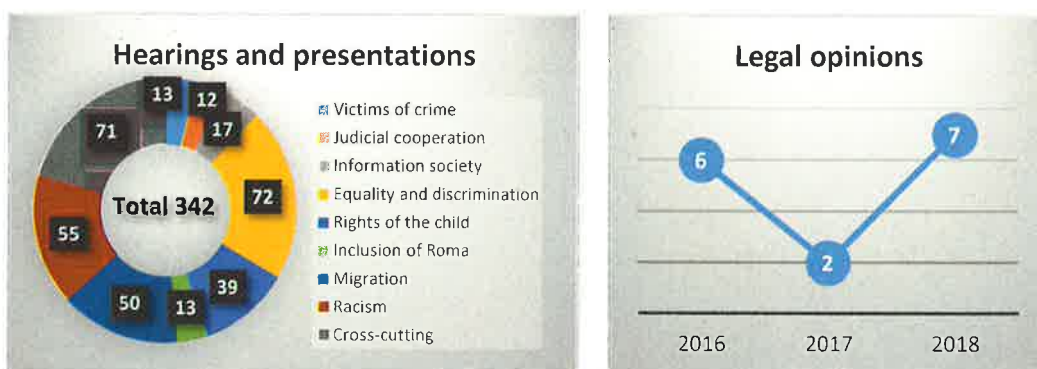 Hearings and presentations
13
12
17
71
72
Total 342
55
39
50
13
Victims of crime
Judicial cooperation
Information society
Equality and discrimination
Rights of the child
Inclusion of Roma
Migration
Racism
Cross-cutting
Legal opinions
6
7
2
2016 2017 2018